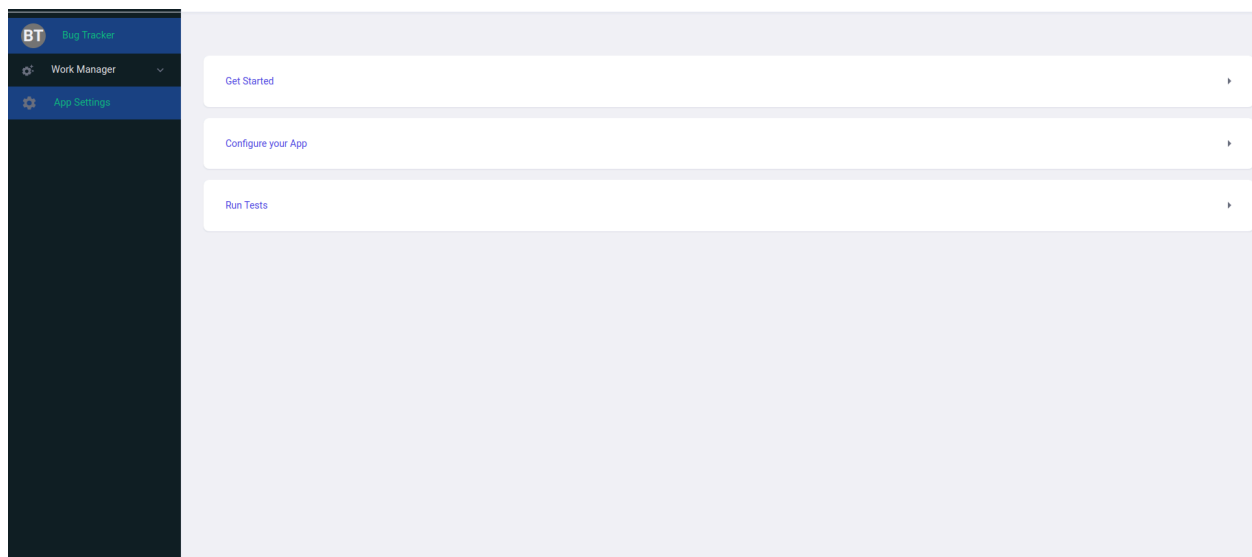 BT Bug Tracker
Work Manager
App Settings
Get Started
Configure your App
Run Tests